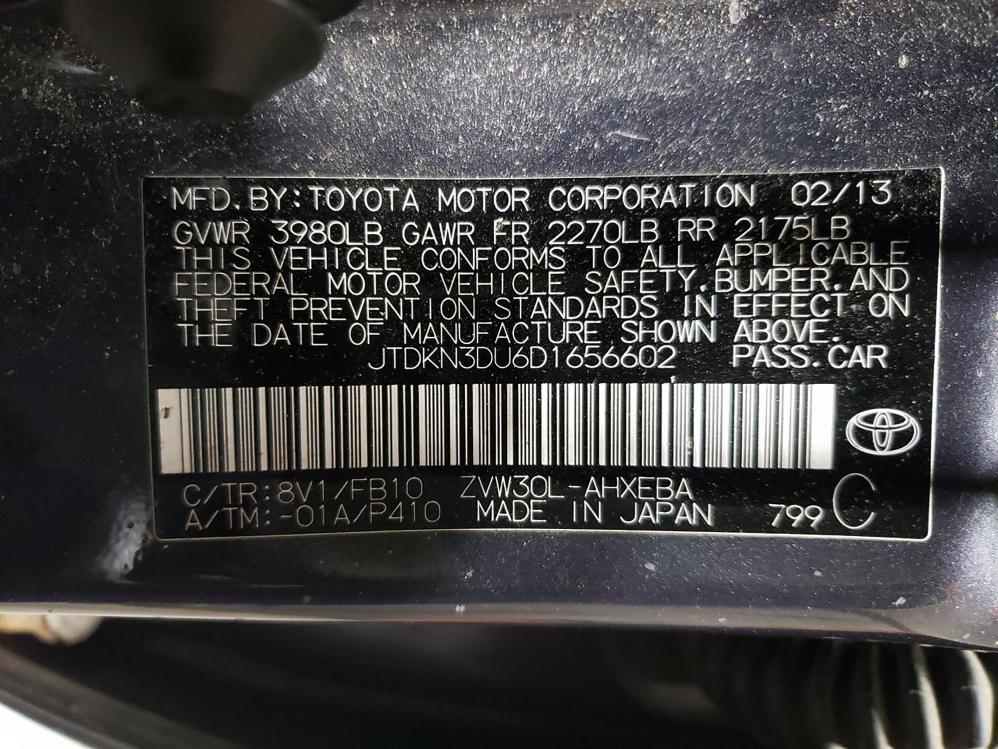 MFD. BY: TOYOTA MOTOR CORPORATION 02/13
GVWR 3980LB GAWR FR 2270LB RR 2175LB
THIS VEHICLE CONFORMS TO ALL APPLICABLE
FEDERAL MOTOR VEHICLE SAFETY. BUMPER. AND
THEFT PREVENTION STANDARDS IN EFFECT ON
THE DATE OF MANUFACTURE SHOWN ABOVE.
JTDKN3DU6D1656602 PASS. CAR
C/TR: 8V1/FB10 ZVW30L-AHXEBA
A/TM: -01A/P410 MADE IN JAPAN 799 C